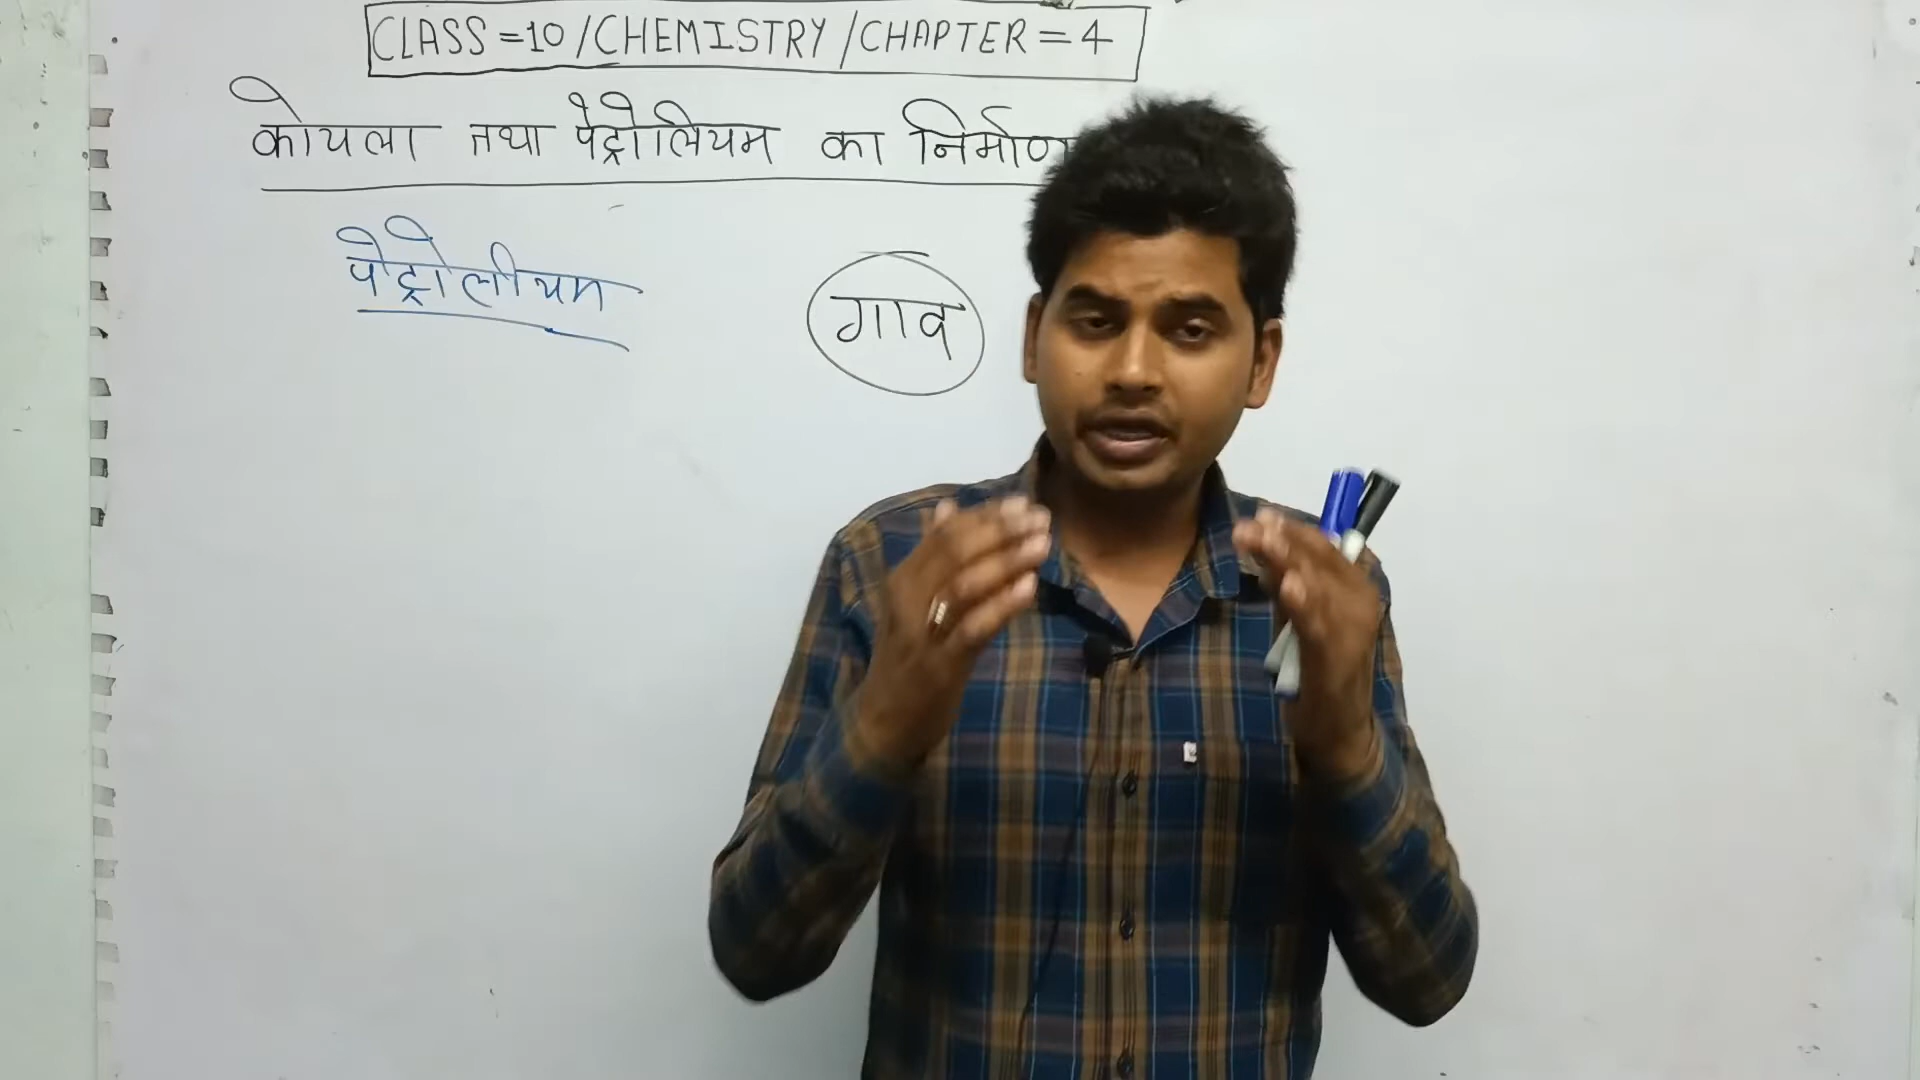 CLASS=10/CHEMISTRY/CHAPTER=4
कोयला तथा पेट्रोलियम का निर्माण
पेट्रोलीयम
गाव